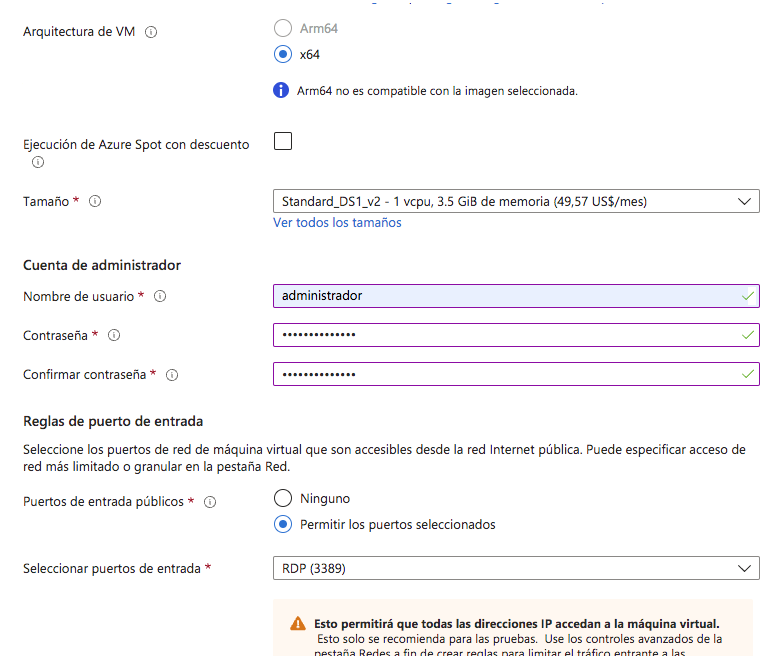 Arquitectura de VM
Arm64
x64
Arm64 no es compatible con la imagen seleccionada.
Ejecución de Azure Spot con descuento
Tamaño *
Standard_DS1_v2 - 1 vcpu, 3.5 GiB de memoria (49,57 US$/mes)
Ver todos los tamaños
Cuenta de administrador
Nombre de usuario *
administrador
Contraseña *
••••••••••••••
Confirmar contraseña *
••••••••••••••
Reglas de puerto de entrada
Seleccione los puertos de red de máquina virtual que son accesibles desde la red Internet pública. Puede especificar acceso de
red más limitado o granular en la pestaña Red.
Puertos de entrada públicos *
Ninguno
Permitir los puertos seleccionados
Seleccionar puertos de entrada *
RDP (3389)
Esto permitirá que todas las direcciones IP accedan a la máquina virtual.
Esto solo se recomienda para las pruebas. Use los controles avanzados de la
pestaña Redes a fin de crear reglas para limitar el tráfico entrante a las